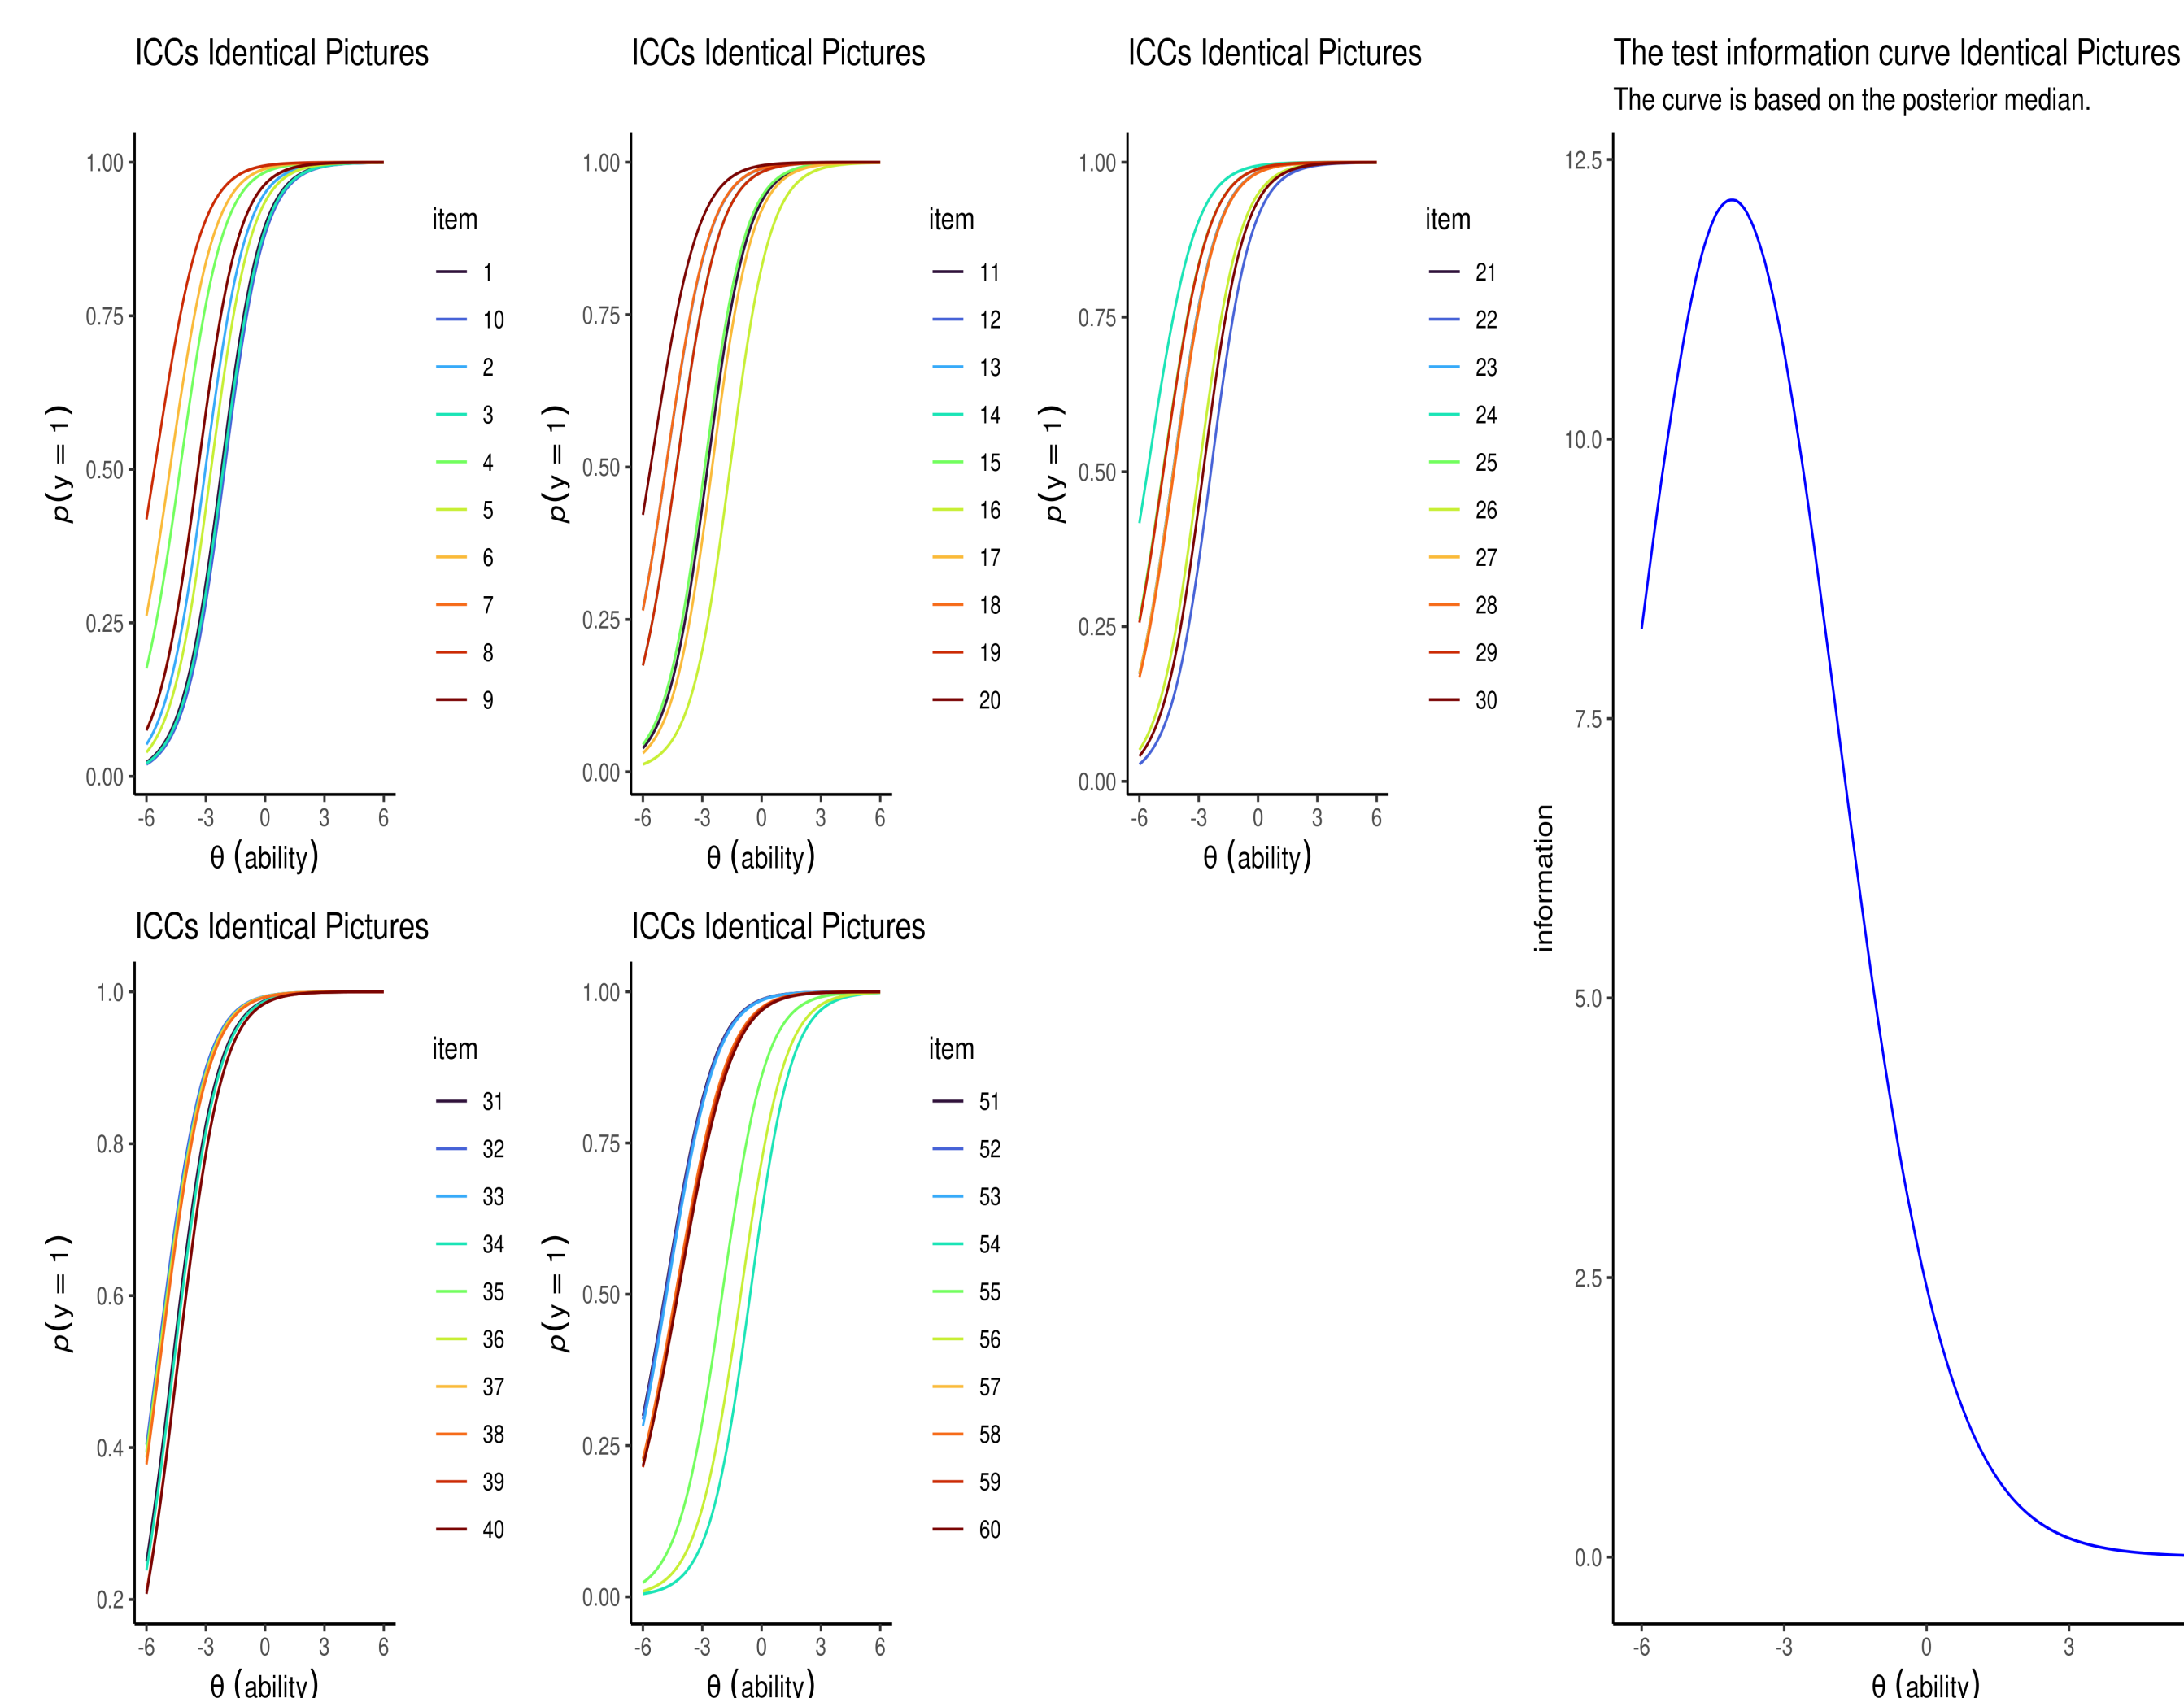 ICCs Identical Pictures
1.00
0.75
0.50
0.25
0.00
p(y = 1)
-6 -3 0 3 6
θ (ability)
item
1
10
2
3
4
5
6
7
8
9
ICCs Identical Pictures
1.00
0.75
0.50
0.25
0.00
p(y = 1)
-6 -3 0 3 6
θ (ability)
item
11
12
13
14
15
16
17
18
19
20
ICCs Identical Pictures
1.00
0.75
0.50
0.25
0.00
p(y = 1)
-6 -3 0 3 6
θ (ability)
item
21
22
23
24
25
26
27
28
29
30
The test information curve Identical Pictures
The curve is based on the posterior median.
12.5
10.0
7.5
5.0
2.5
0.0
information
-6 -3 0 3
θ (ability)
ICCs Identical Pictures
1.0
0.8
0.6
0.4
0.2
p(y = 1)
-6 -3 0 3 6
θ (ability)
item
31
32
33
34
35
36
37
38
39
40
ICCs Identical Pictures
1.00
0.75
0.50
0.25
0.00
p(y = 1)
-6 -3 0 3 6
θ (ability)
item
51
52
53
54
55
56
57
58
59
60